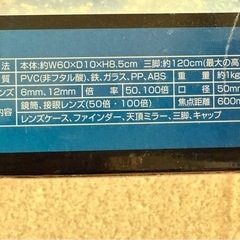 法 本体:約W60×D10×H8.5cm 三脚:約120cm(最大の高
質 PVC(非フタル酸)、鉄、ガラス、PP、ABS 重量 約1kg
ンズ 6mm、12mm 倍 率 50、100倍 口径 50mm
鏡筒、接眼レンズ(50倍・100倍) 焦点距離 600m
レンズケース、ファインダー、天頂ミラー、三脚、キャップ